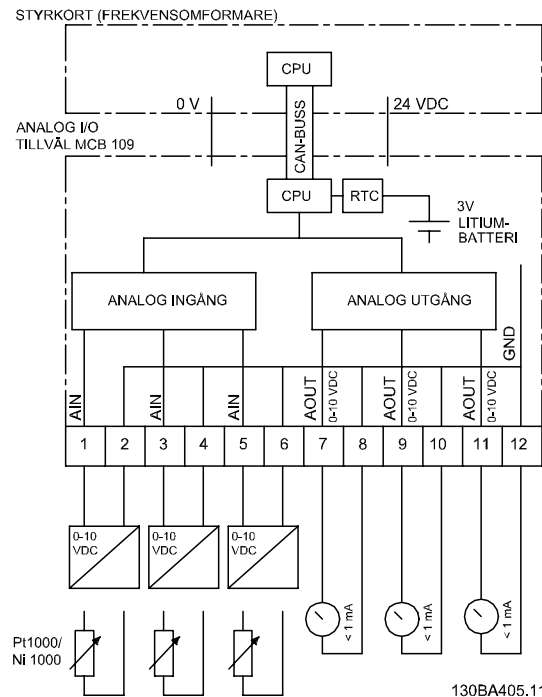 STYRKORT (FREKVENSOMFORMARE)
CPU
0 V
24 VDC
CAN-BUSS
ANALOG I/O
TILLVÄL MCB 109
CPU
RTC
3V
LITIUM-
BATTERI
ANALOG INGÅNG
ANALOG UTGÅNG
GND
AIN
AIN
AIN
AOUT
0-10 VDC
AOUT
0-10 VDC
AOUT
0-10 VDC
1 2 3 4 5 6 7 8 9 10 11 12
0-10
VDC
0-10
VDC
0-10
VDC
Pt1000/
Ni 1000
< 1 mA
< 1 mA
< 1 mA
130BA405.11